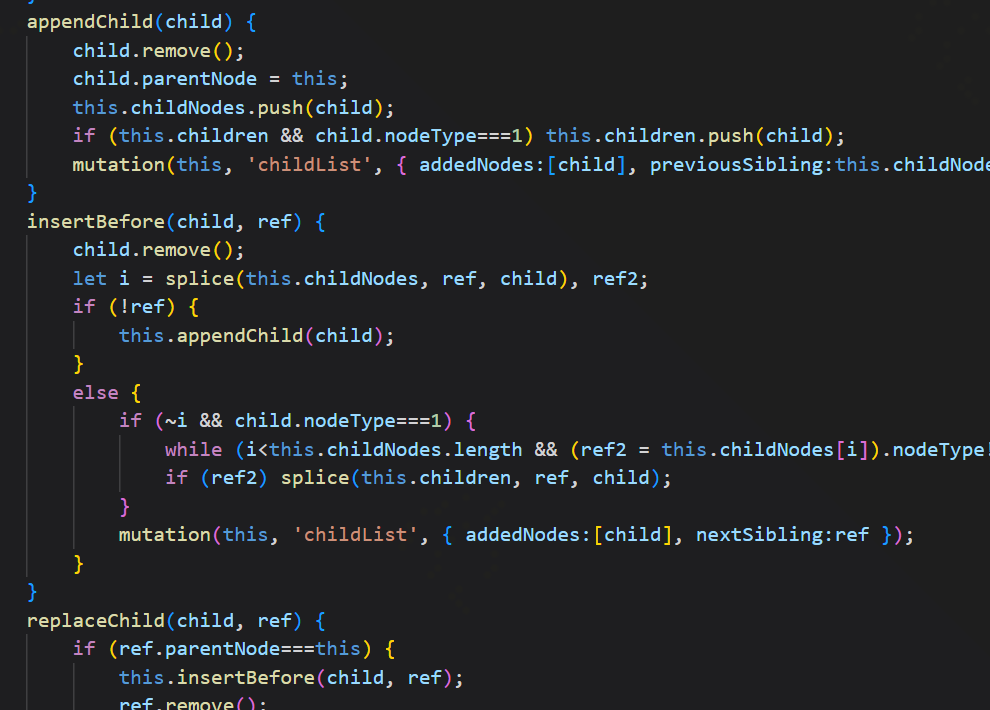 appendChild(child) {
child.remove();
child.parentNode = this;
this.childNodes.push(child);
if (this.children && child.nodeType===1) this.children.push(child);
mutation(this, 'childList', { addedNodes:[child], previousSibling:this.childNode
}
insertBefore(child, ref) {
child.remove();
let i = splice(this.childNodes, ref, child), ref2;
if (!ref) {
this.appendChild(child);
}
else {
if (~i && child.nodeType===1) {
while (i<this.childNodes.length && (ref2 = this.childNodes[i]).nodeType!
if (ref2) splice(this.children, ref, child);
}
mutation(this, 'childList', { addedNodes:[child], nextSibling:ref });
}
}
replaceChild(child, ref) {
if (ref.parentNode===this) {
this.insertBefore(child, ref);
ref.remove();